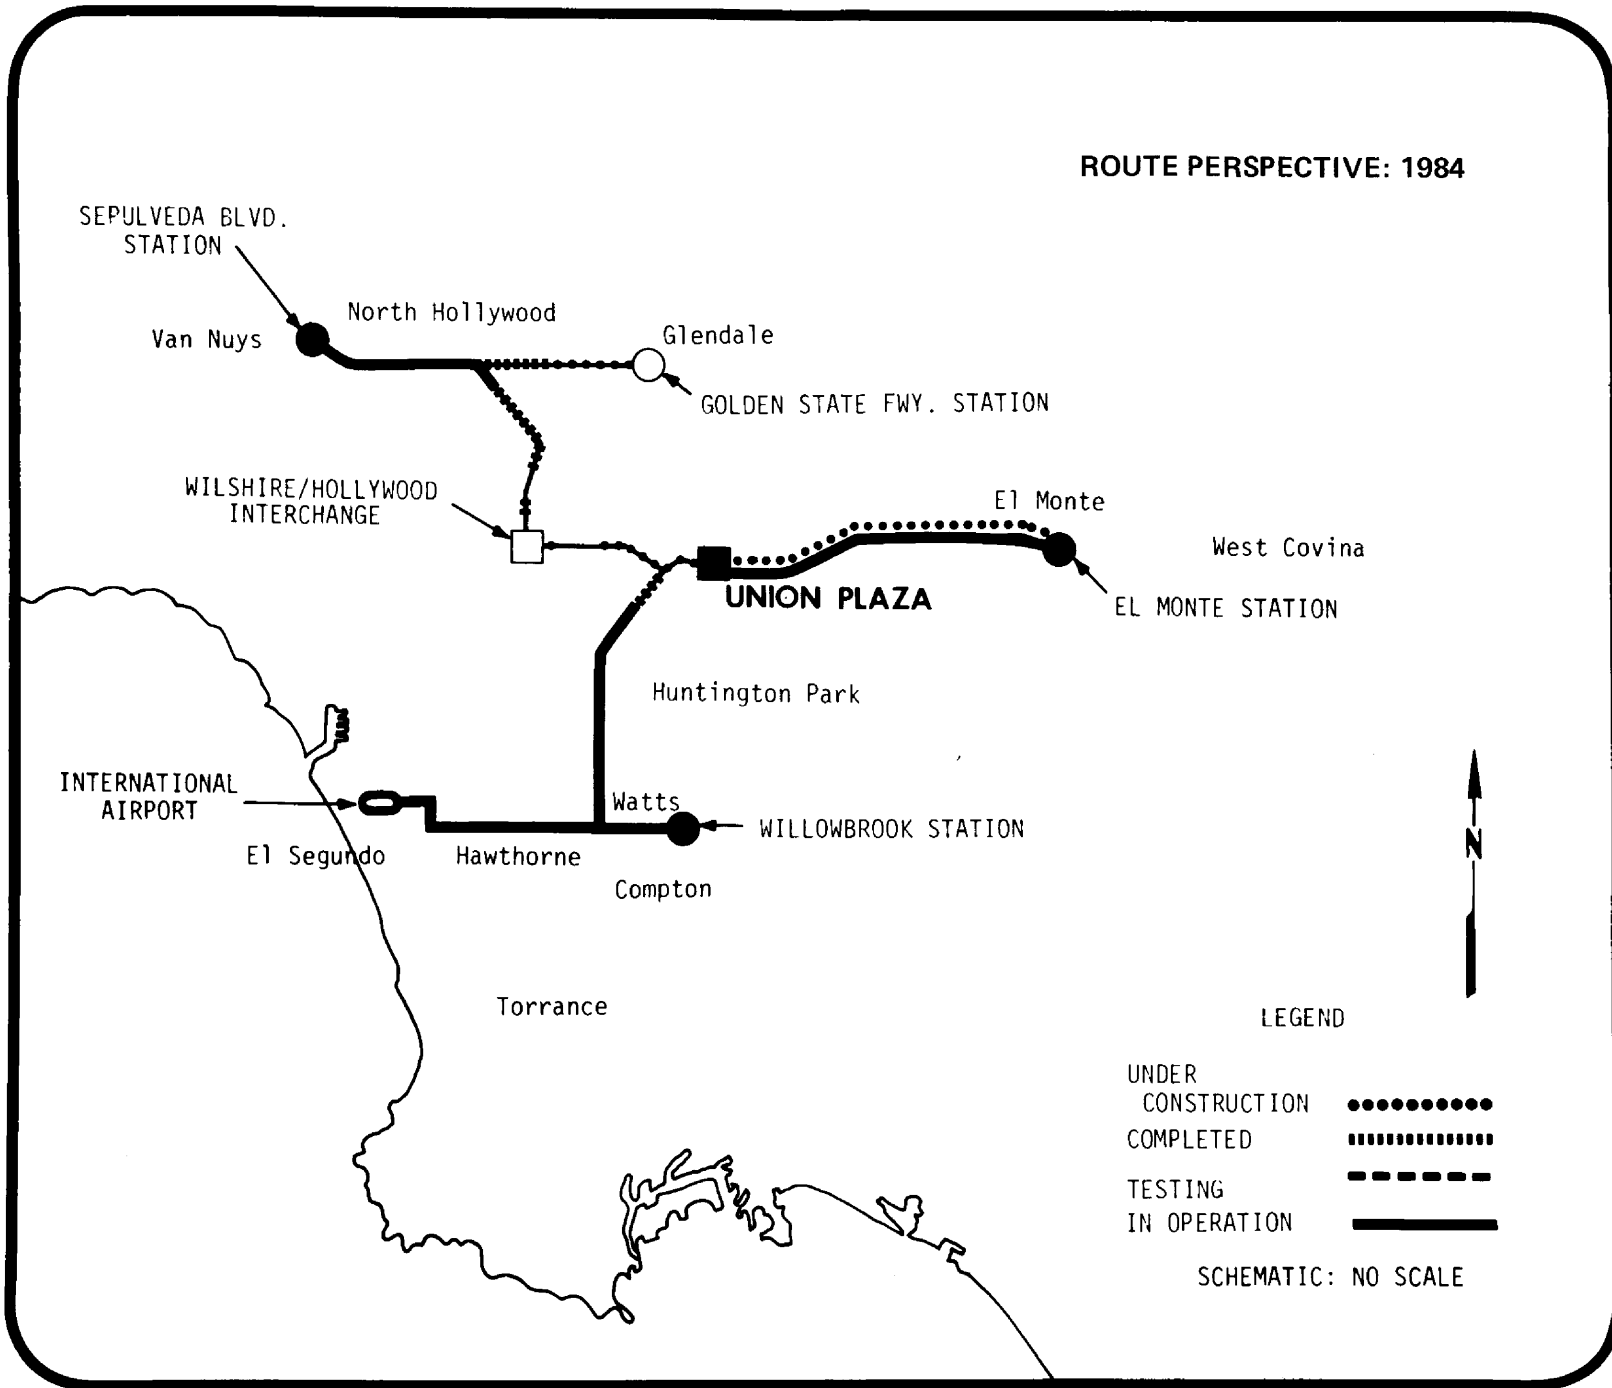 ROUTE PERSPECTIVE: 1984
SEPULVEDA BLVD.
STATION
North Hollywood
Van Nuys
Glendale
GOLDEN STATE FWY. STATION
WILSHIRE/HOLLYWOOD
INTERCHANGE
El Monte
West Covina
UNION PLAZA
EL MONTE STATION
Huntington Park
INTERNATIONAL
AIRPORT
Watts
WILLOWBROOK STATION
El Segundo
Hawthorne
Compton
N
Torrance
LEGEND
UNDER
CONSTRUCTION
COMPLETED
TESTING
IN OPERATION
SCHEMATIC: NO SCALE